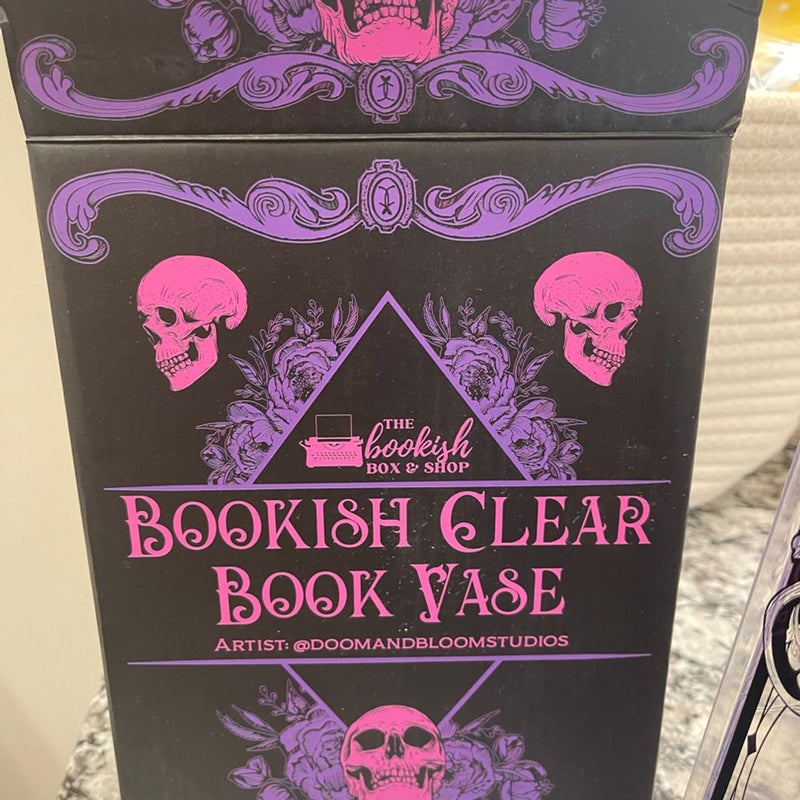 THE
bookish
BOX & SHOP
BOOKISH CLEAR
BOOK VASE
ARTIST: @DOOMANDBLOOMSTUDIOS